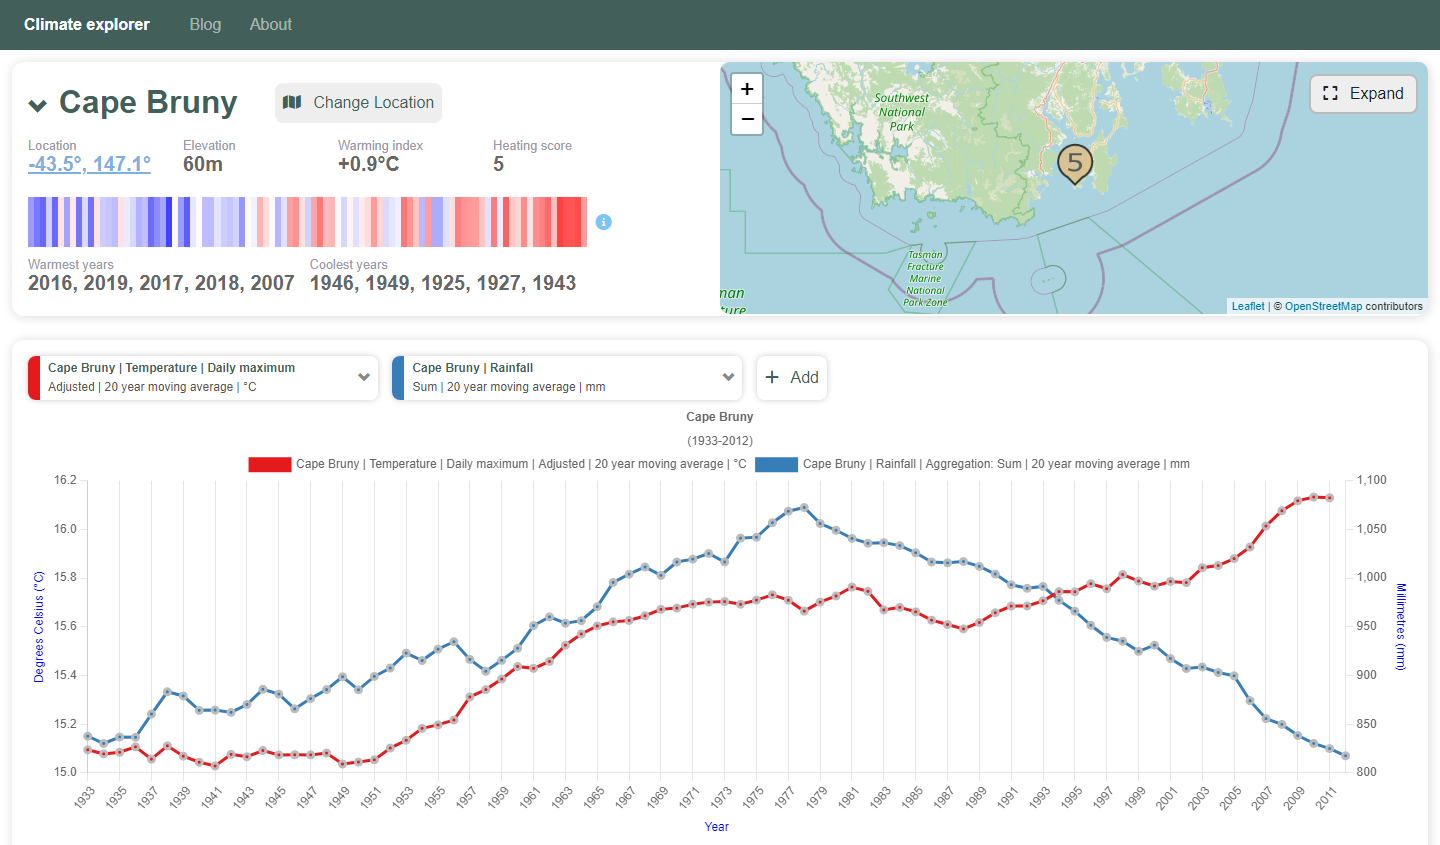 Climate explorer
Blog
About
Cape Bruny
Change Location
Location
Elevation
Warming index
Heating score
-43.5°, 147.1°
60m
+0.9°C
5
Warmest years
Coolest years
2016, 2019, 2017, 2018, 2007
1946, 1949, 1925, 1927, 1943
+
−
Expand
Southwest
National
Park
5
Tasman
Fracture
Marine
National
Park Zone
man
cture
Leaflet | © OpenStreetMap contributors
Cape Bruny | Temperature | Daily maximum
Adjusted | 20 year moving average | °C
Cape Bruny | Rainfall
Sum | 20 year moving average | mm
+ Add
Cape Bruny
(1933-2012)
Cape Bruny | Temperature | Daily maximum | Adjusted | 20 year moving average | °C
Cape Bruny | Rainfall | Aggregation: Sum | 20 year moving average | mm
Degrees Celsius (°C)
16.2
16.0
15.8
15.6
15.4
15.2
15.0
1,100
1,050
1,000
950
900
850
800
Millimetres (mm)
1933
1935
1937
1939
1941
1943
1945
1947
1949
1951
1953
1955
1957
1959
1961
1963
1965
1967
1969
1971
1973
1975
1977
1979
1981
1983
1985
1987
1989
1991
1993
1995
1997
1999
2001
2003
2005
2007
2009
2011
Year